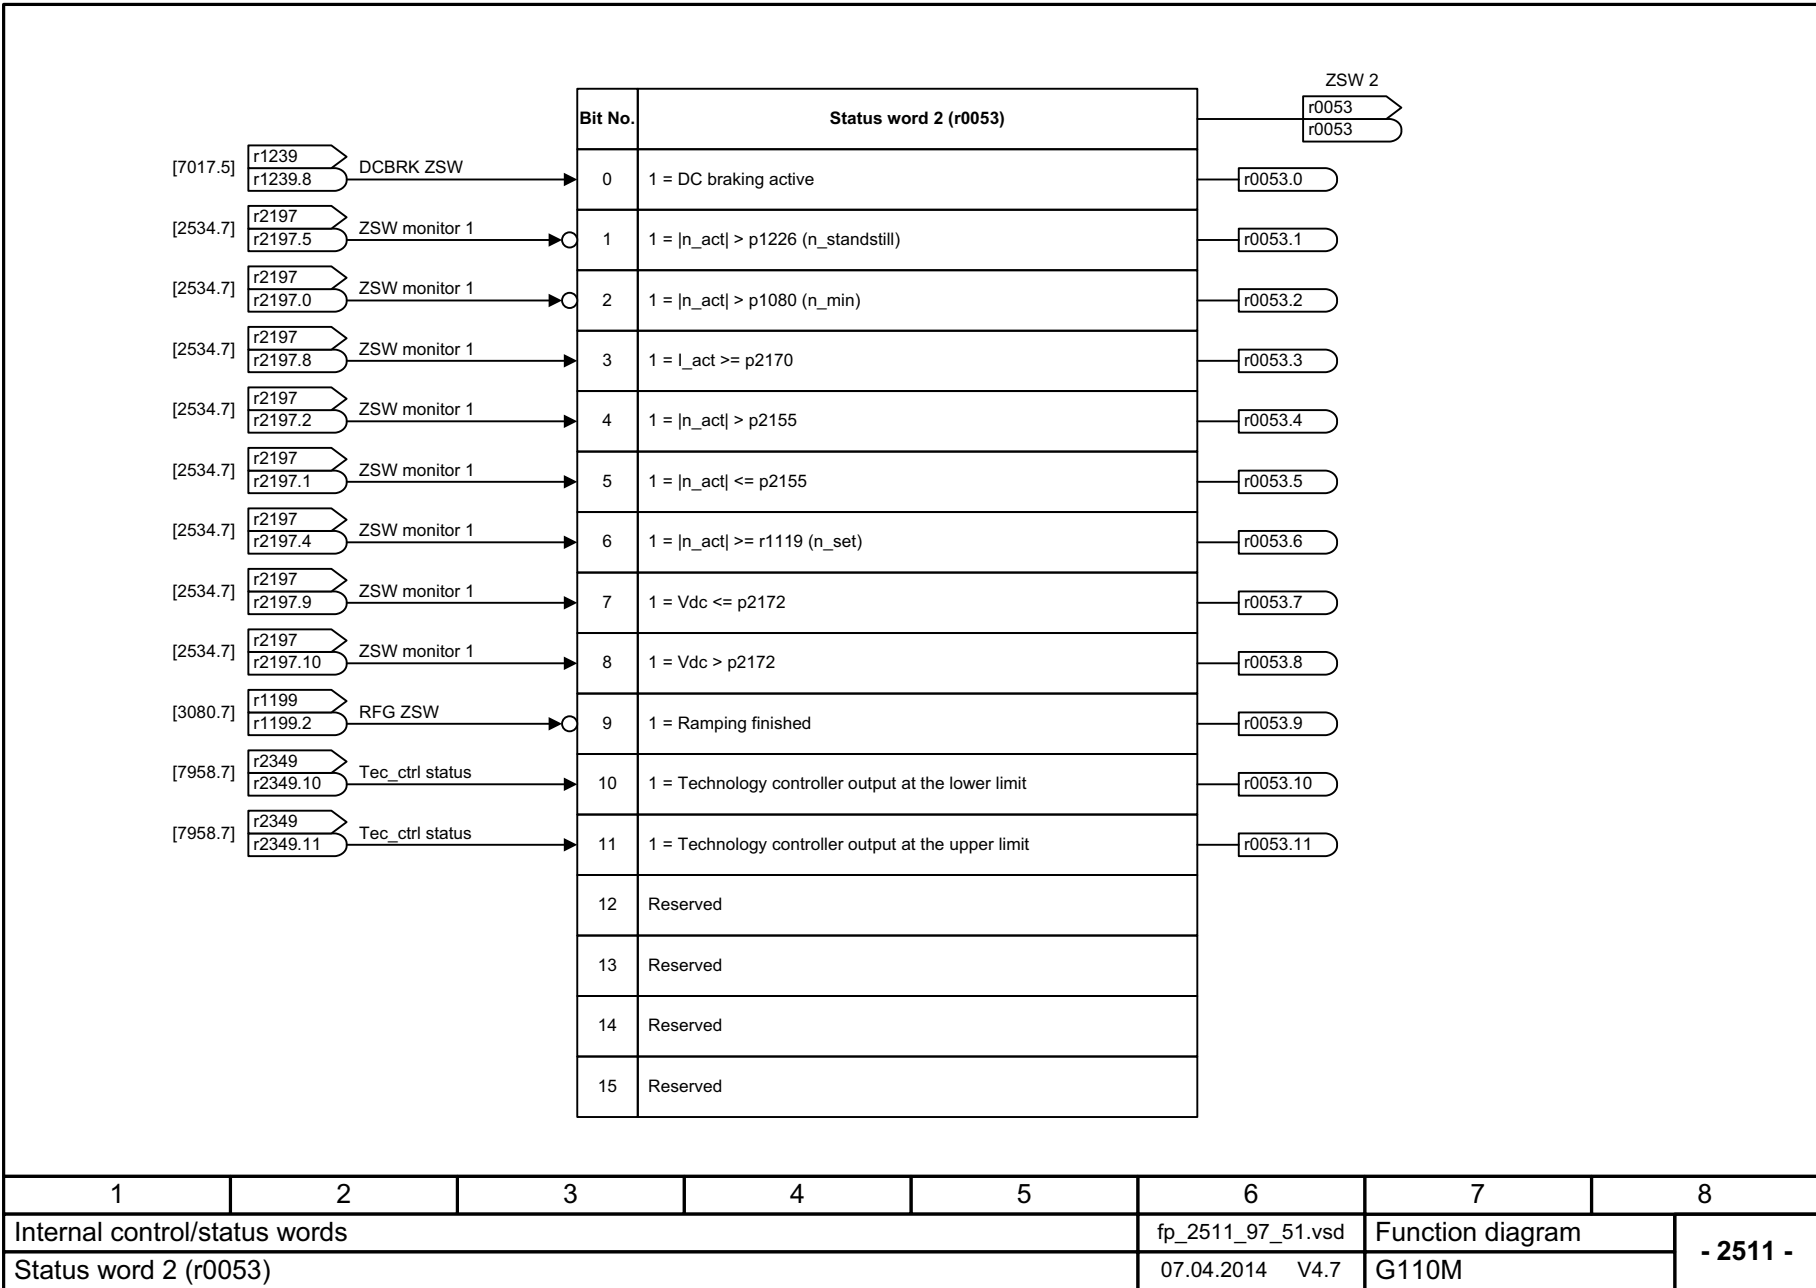 ZSW 2
Bit No. Status word 2 (r0053) r0053
r0053
[7017.5] r1239 DCBRK ZSW
r1239.8 0 1 = DC braking active r0053.0
[2534.7] r2197 ZSW monitor 1
r2197.5 1 1 = |n_act| > p1226 (n_standstill) r0053.1
[2534.7] r2197 ZSW monitor 1
r2197.0 2 1 = |n_act| > p1080 (n_min) r0053.2
[2534.7] r2197 ZSW monitor 1
r2197.8 3 1 = I_act >= p2170 r0053.3
[2534.7] r2197 ZSW monitor 1
r2197.2 4 1 = |n_act| > p2155 r0053.4
[2534.7] r2197 ZSW monitor 1
r2197.1 5 1 = |n_act| <= p2155 r0053.5
[2534.7] r2197 ZSW monitor 1
r2197.4 6 1 = |n_act| >= r1119 (n_set) r0053.6
[2534.7] r2197 ZSW monitor 1
r2197.9 7 1 = Vdc <= p2172 r0053.7
[2534.7] r2197 ZSW monitor 1
r2197.10 8 1 = Vdc > p2172 r0053.8
[3080.7] r1199 RFG ZSW
r1199.2 9 1 = Ramping finished r0053.9
[7958.7] r2349 Tec_ctrl status
r2349.10 10 1 = Technology controller output at the lower limit r0053.10
[7958.7] r2349 Tec_ctrl status
r2349.11 11 1 = Technology controller output at the upper limit r0053.11
12 Reserved
13 Reserved
14 Reserved
15 Reserved
1 2 3 4 5 6 7 8
Internal control/status words fp_2511_97_51.vsd Function diagram - 2511 -
Status word 2 (r0053) 07.04.2014 V4.7 G110M